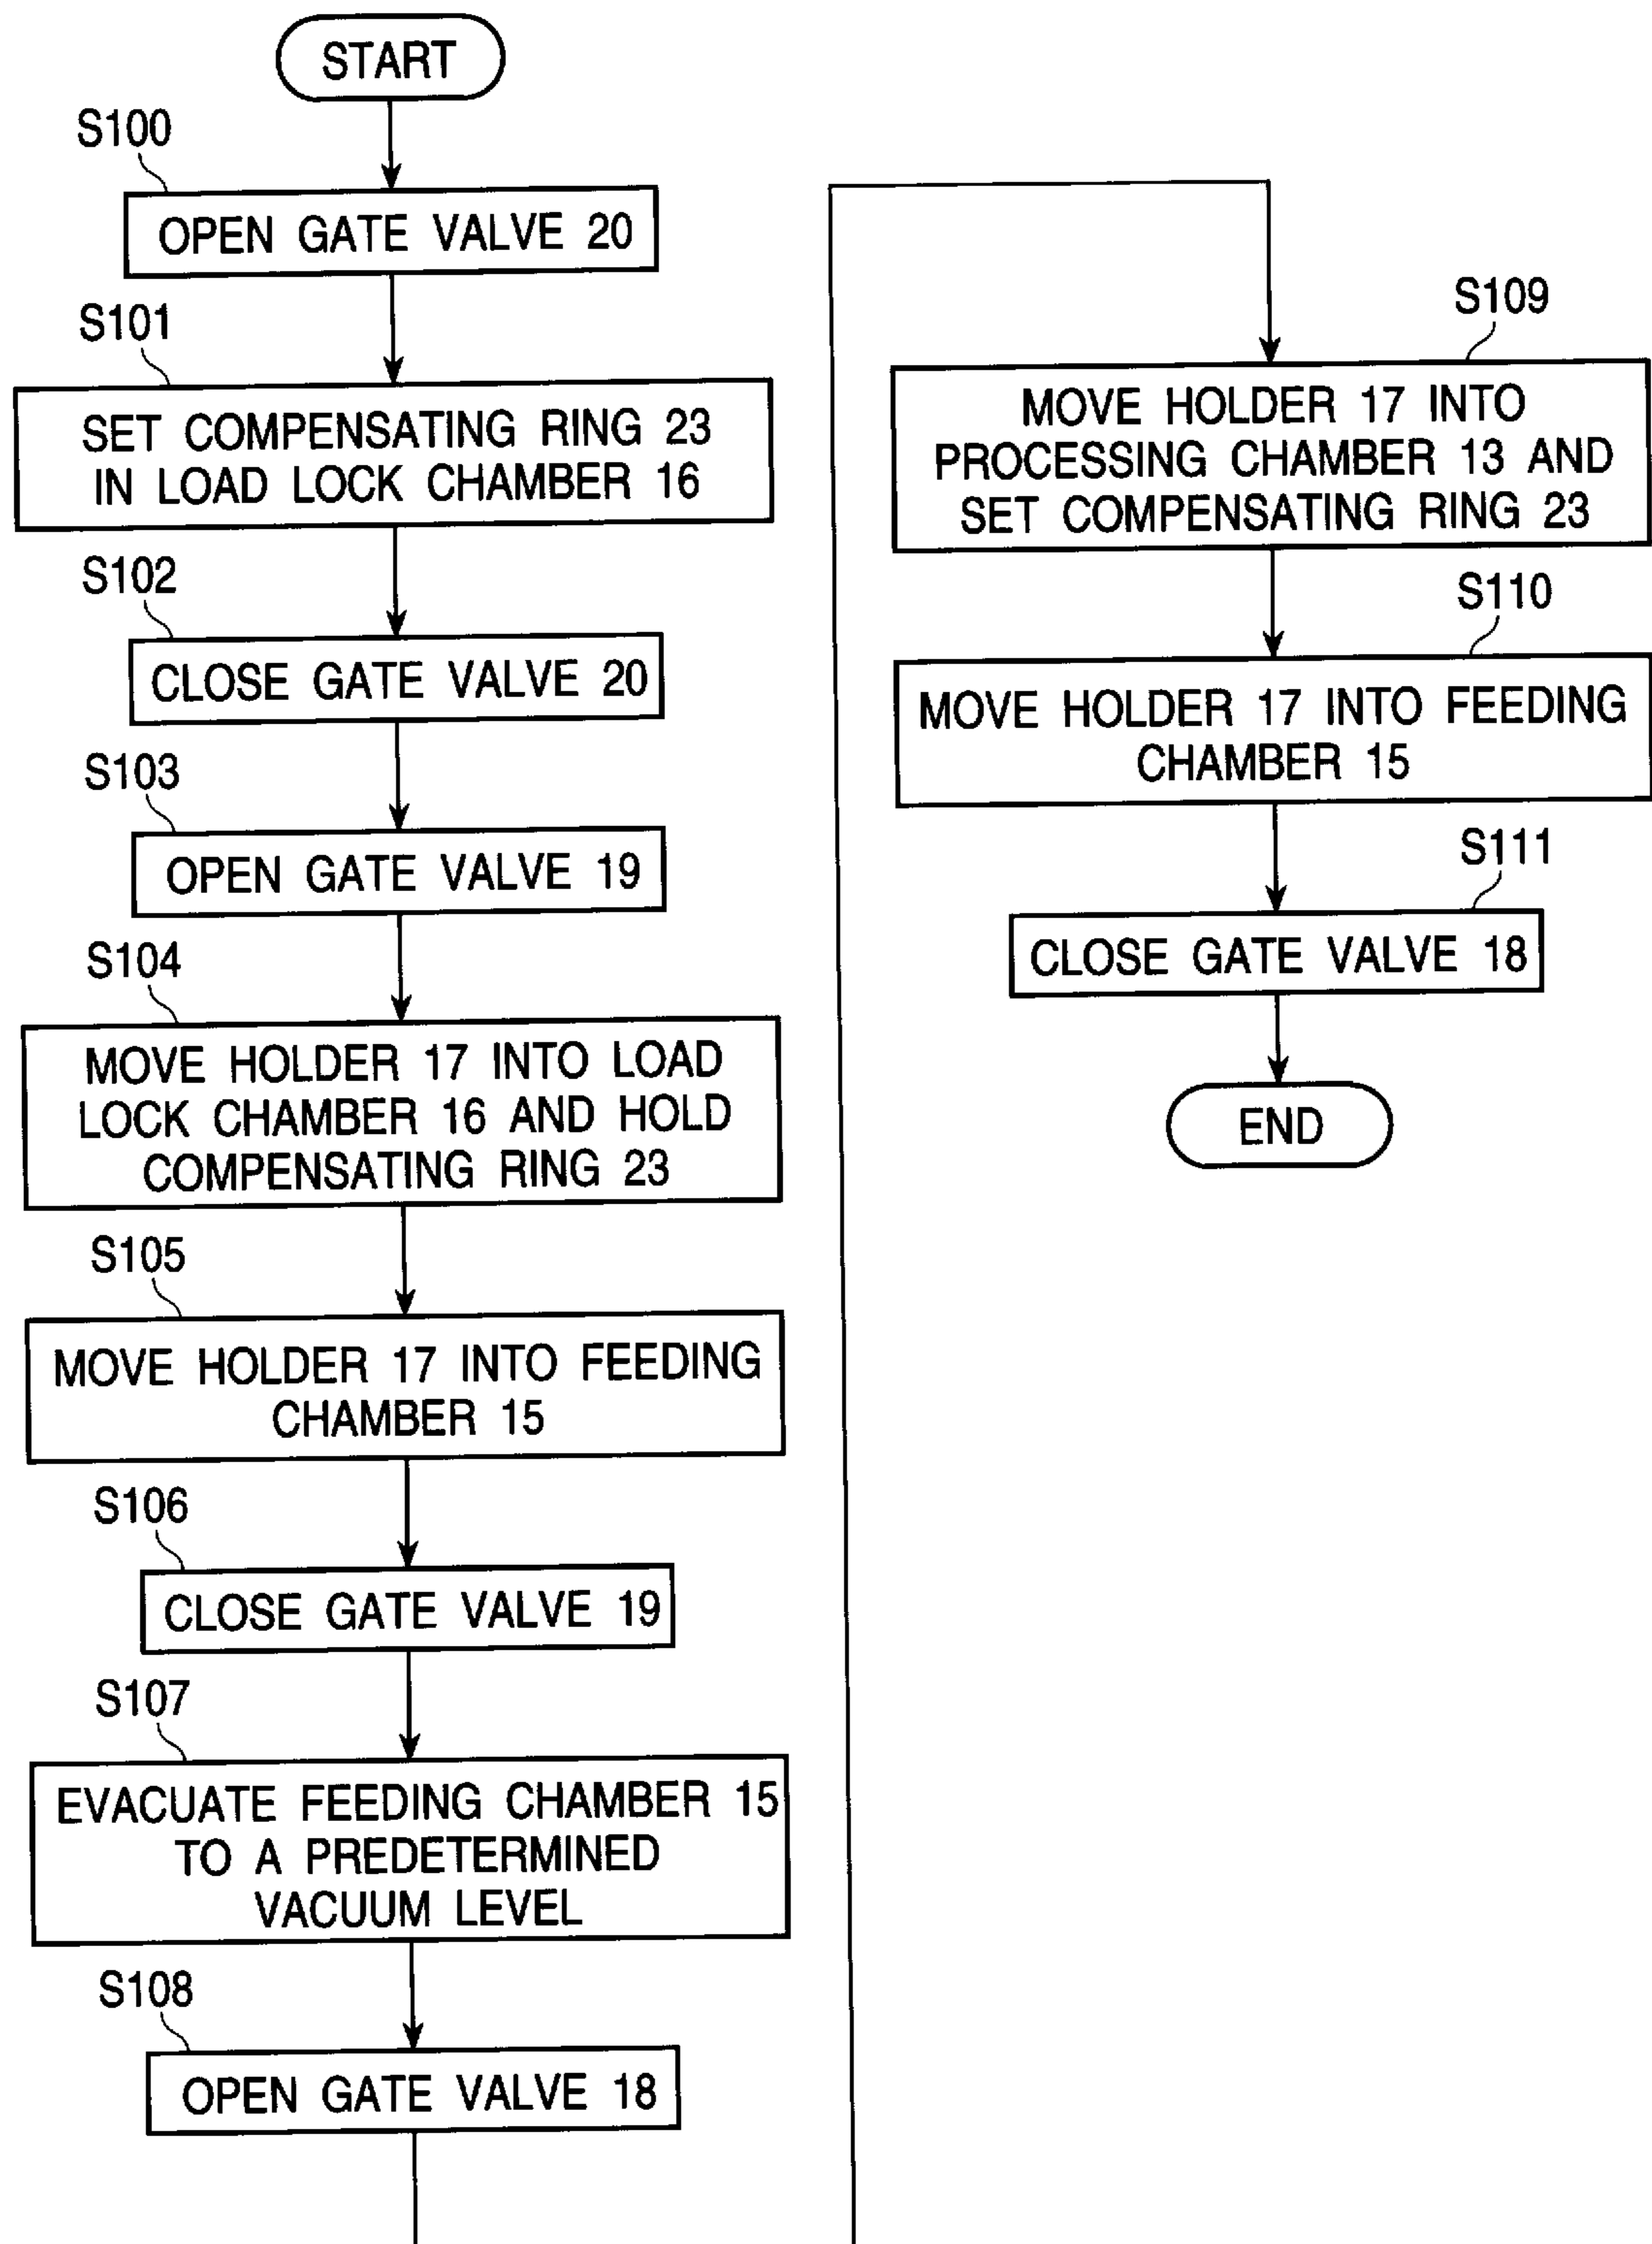 START
S100
OPEN GATE VALVE 20
S101
SET COMPENSATING RING 23
IN LOAD LOCK CHAMBER 16
S102
CLOSE GATE VALVE 20
S103
OPEN GATE VALVE 19
S104
MOVE HOLDER 17 INTO LOAD
LOCK CHAMBER 16 AND HOLD
COMPENSATING RING 23
S105
MOVE HOLDER 17 INTO FEEDING
CHAMBER 15
S106
CLOSE GATE VALVE 19
S107
EVACUATE FEEDING CHAMBER 15
TO A PREDETERMINED
VACUUM LEVEL
S108
OPEN GATE VALVE 18
S109
MOVE HOLDER 17 INTO
PROCESSING CHAMBER 13 AND
SET COMPENSATING RING 23
S110
MOVE HOLDER 17 INTO FEEDING
CHAMBER 15
S111
CLOSE GATE VALVE 18
END